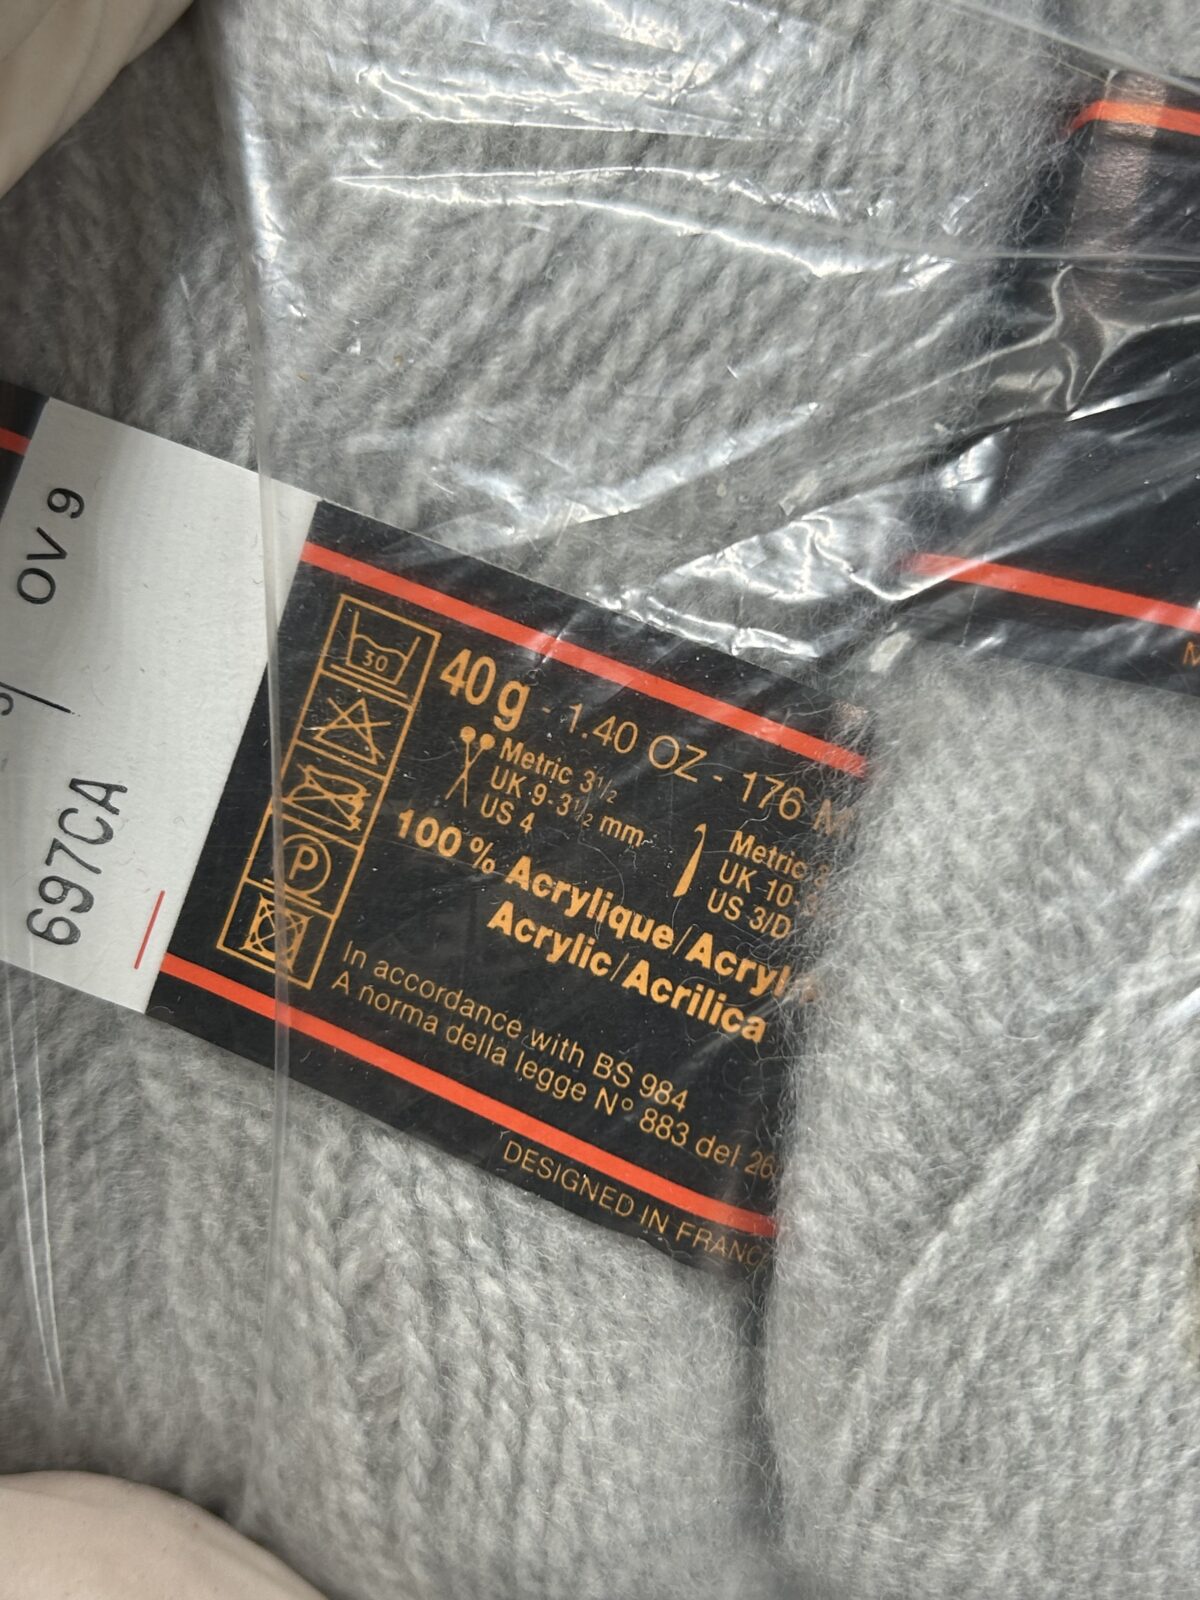 OV 9
697CA
30
P
40 g - 1.40 OZ - 176
Metric 3½
UK 9-3½ mm
US 4
Metric
UK 10-
US 3/D
100 % Acrylique/Acryl
Acrylic/Acrilica
In accordance with BS 984
A norma della legge Nº 883 del 26
DESIGNED IN FRANC